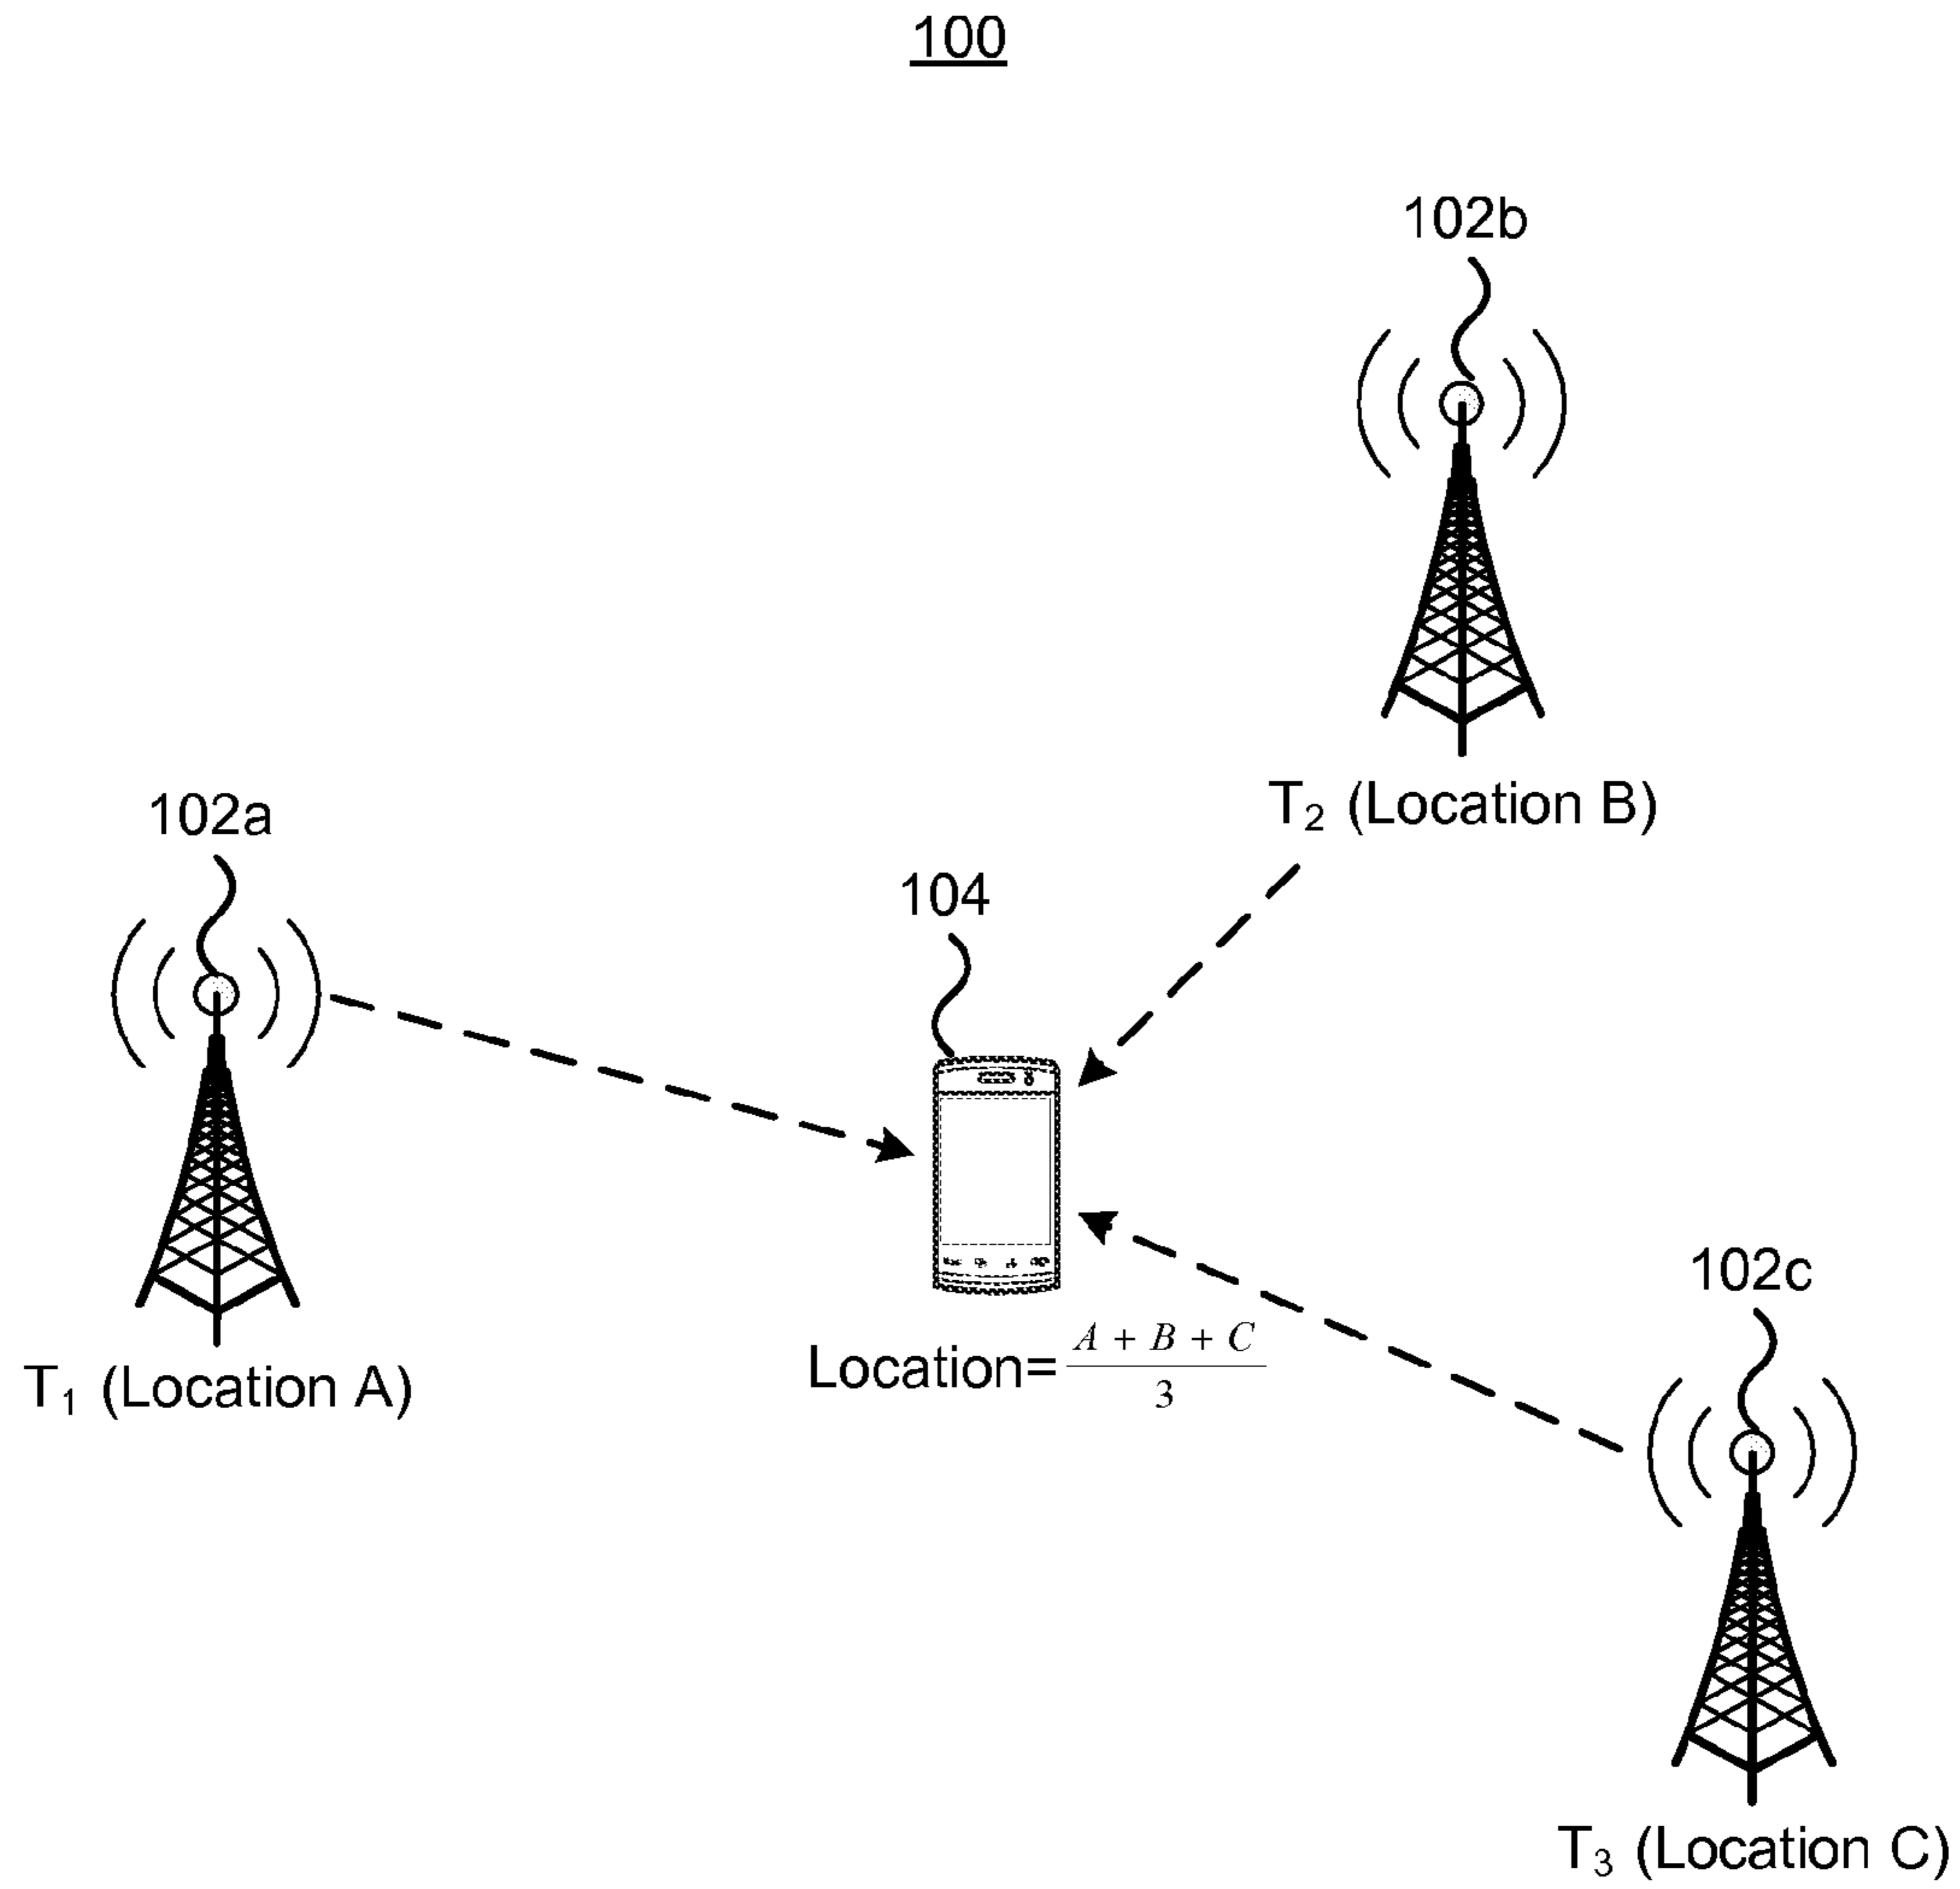 100
102b
T₂ (Location B)
102a
104
T₁ (Location A)
Location= A + B + C / 3
102c
T₃ (Location C)